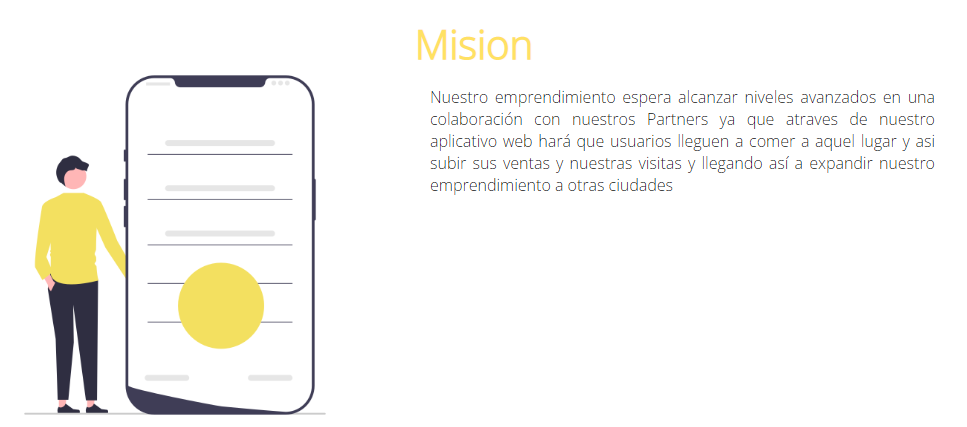 Mision
Nuestro emprendimiento espera alcanzar niveles avanzados en una
colaboración con nuestros Partners ya que atraves de nuestro
aplicativo web hará que usuarios lleguen a comer a aquel lugar y asi
subir sus ventas y nuestras visitas y llegando así a expandir nuestro
emprendimiento a otras ciudades